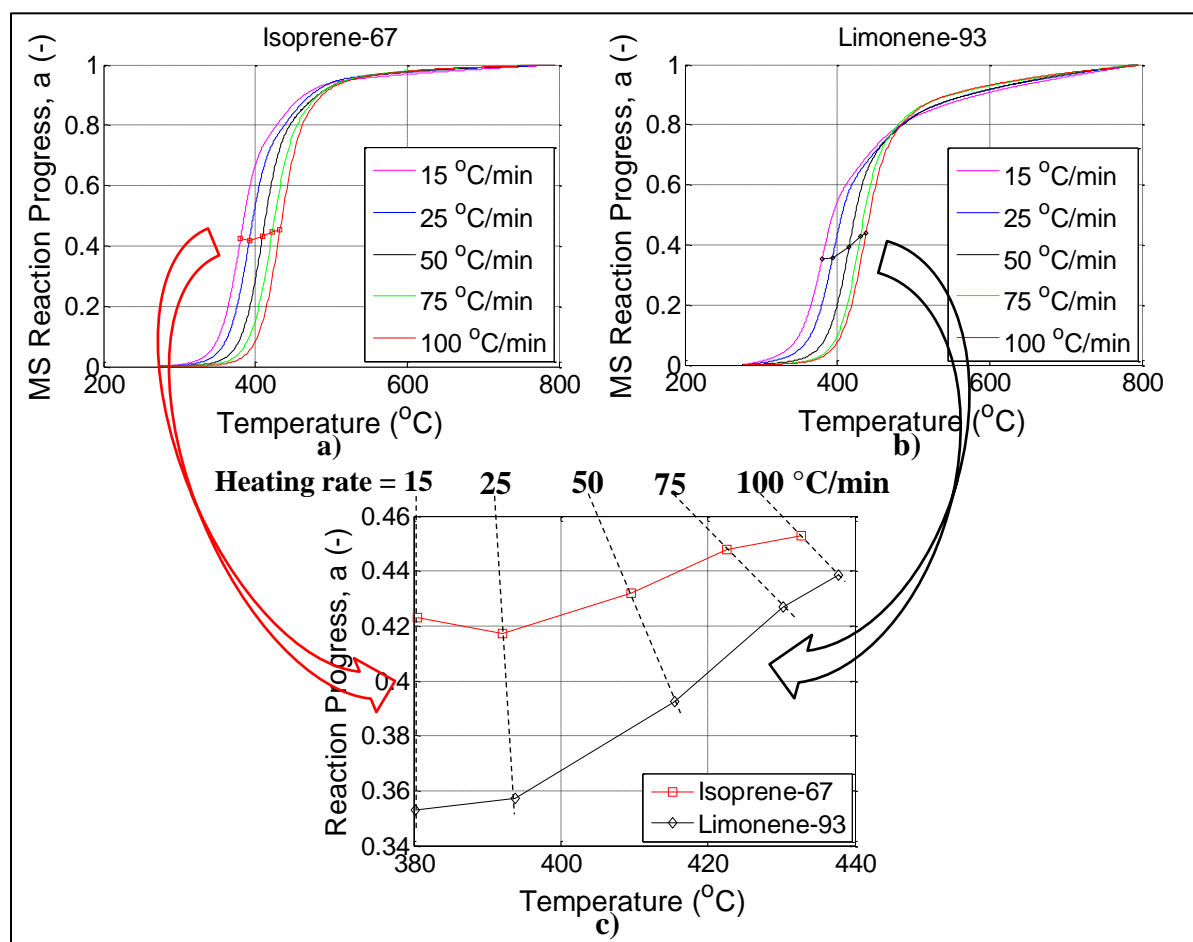 Isoprene-67
MS Reaction Progress, a (-)
1
0.8
0.6
0.4
0.2
0
200
400
600
800
15 °C/min
25 °C/min
50 °C/min
75 °C/min
100 °C/min
Temperature (°C)
a)
Limonene-93
MS Reaction Progress, a (-)
1
0.8
0.6
0.4
0.2
0
200
400
600
800
15 °C/min
25 °C/min
50 °C/min
75 °C/min
100 °C/min
Temperature (°C)
b)
Heating rate = 15 25 50 75 100 °C/min
Reaction Progress, a (-)
0.46
0.44
0.42
0.4
0.38
0.36
0.34
380
400
420
440
Isoprene-67
Limonene-93
Temperature (°C)
c)